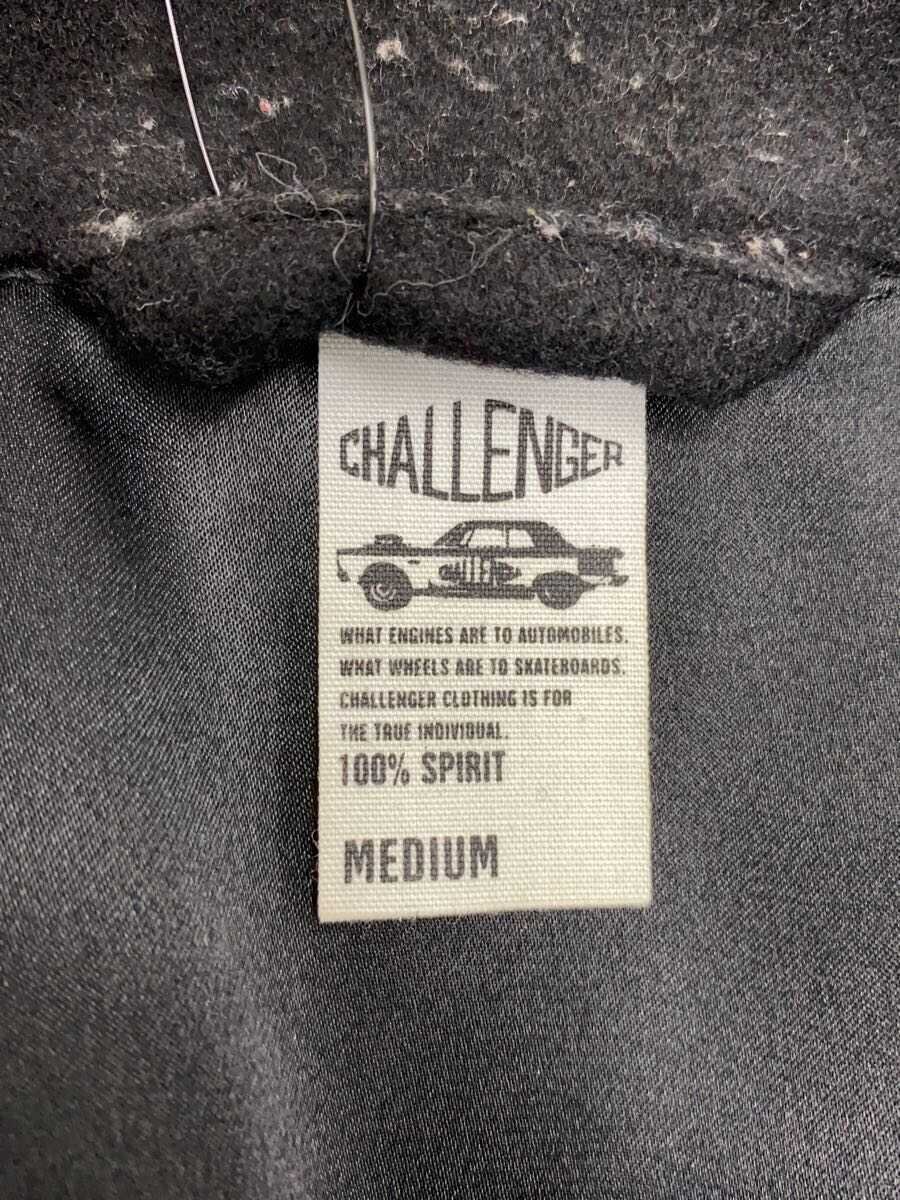 CHALLENGER
WHAT ENGINES ARE TO AUTOMOBILES.
WHAT WHEELS ARE TO SKATEBOARDS.
CHALLENGER CLOTHING IS FOR
THE TRUE INDIVIDUAL.
100% SPIRIT
MEDIUM